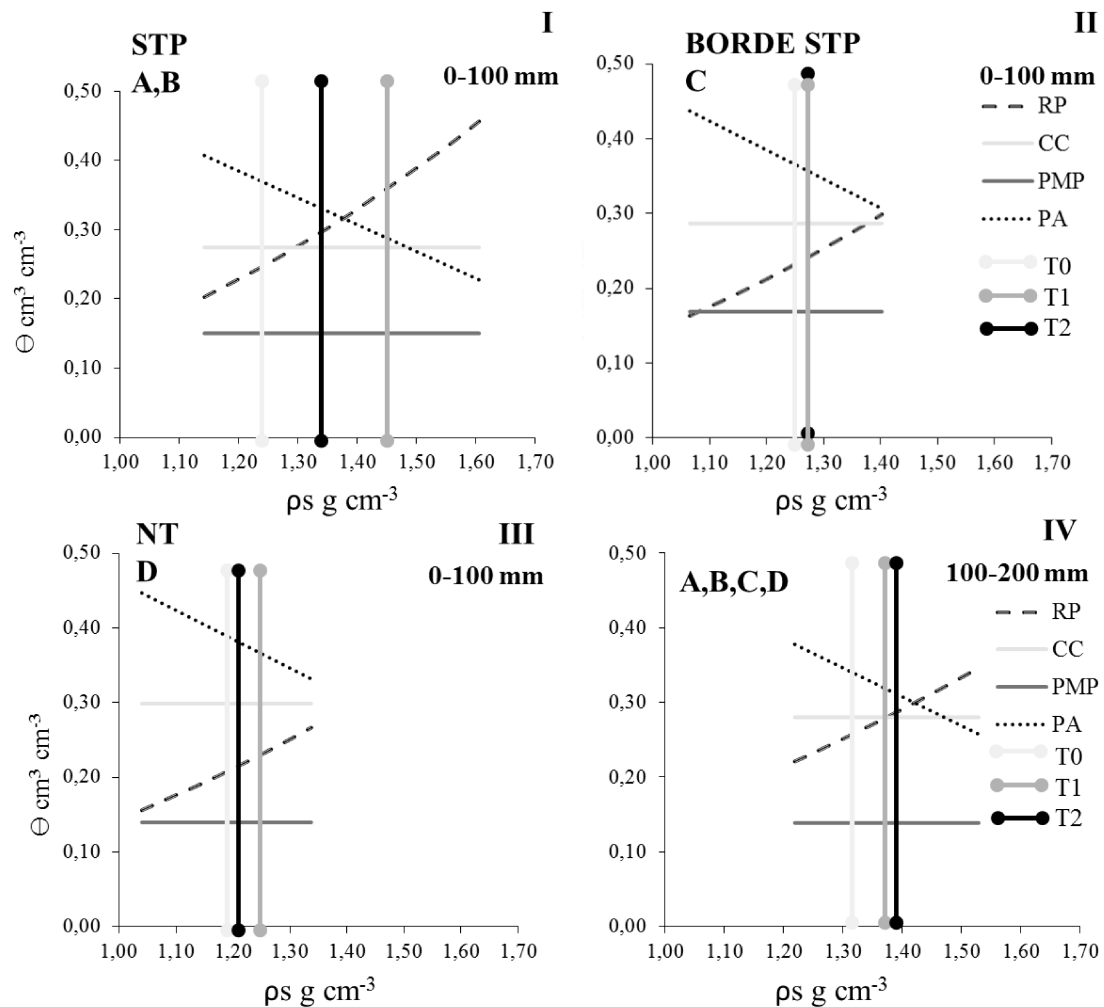 I
STP
A,B
0-100 mm
0,50
0,40
0,30
0,20
0,10
0,00
1,00 1,10 1,20 1,30 1,40 1,50 1,60 1,70
Θ cm³ cm⁻³
ρs g cm⁻³
II
BORDE STP
C
0-100 mm
RP
CC
PMP
PA
T0
T1
T2
0,50
0,40
0,30
0,20
0,10
0,00
1,00 1,10 1,20 1,30 1,40 1,50 1,60 1,70
ρs g cm⁻³
NT
III
D
0-100 mm
0,50
0,40
0,30
0,20
0,10
0,00
1,00 1,10 1,20 1,30 1,40 1,50 1,60 1,70
Θ cm³ cm⁻³
ρs g cm⁻³
IV
A,B,C,D
100-200 mm
RP
CC
PMP
PA
T0
T1
T2
0,50
0,40
0,30
0,20
0,10
0,00
1,00 1,10 1,20 1,30 1,40 1,50 1,60 1,70
ρs g cm⁻³